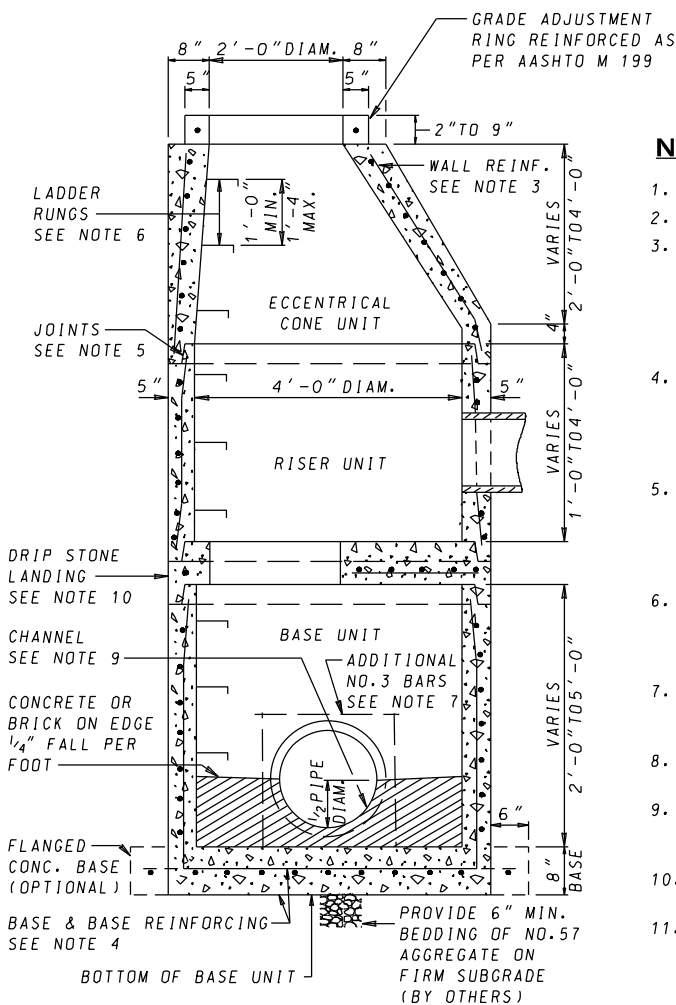 GRADE ADJUSTMENT
RING REINFORCED AS
PER AASHTO M 199
8" 2'-0"DIAM. 8"
5" 5"
2"TO 9"
WALL REINF.
SEE NOTE 3
LADDER
RUNGS
SEE NOTE 6
1'-0"
MIN.
1'-4"
MAX.
VARIES
2'-0"TO4'-0"
4"
ECCENTRICAL
CONE UNIT
JOINTS
SEE NOTE 5
5" 4'-0"DIAM. 5"
VARIES
1'-0"TO4'-0"
RISER UNIT
DRIP STONE
LANDING
SEE NOTE 10
BASE UNIT
CHANNEL
SEE NOTE 9
ADDITIONAL
NO.3 BARS
SEE NOTE 7
VARIES
2'-0"TO5'-0"
CONCRETE OR
BRICK ON EDGE
1/4" FALL PER
FOOT
1/2 PIPE
DIAM.
6"
FLANGED
CONC. BASE
(OPTIONAL)
8"
BASE
BASE & BASE REINFORCING
SEE NOTE 4
BOTTOM OF BASE UNIT
PROVIDE 6" MIN.
BEDDING OF NO.57
AGGREGATE ON
FIRM SUBGRADE
(BY OTHERS)
N
1.
2.
3.
4.
5.
6.
7.
8.
9.
10.
11.